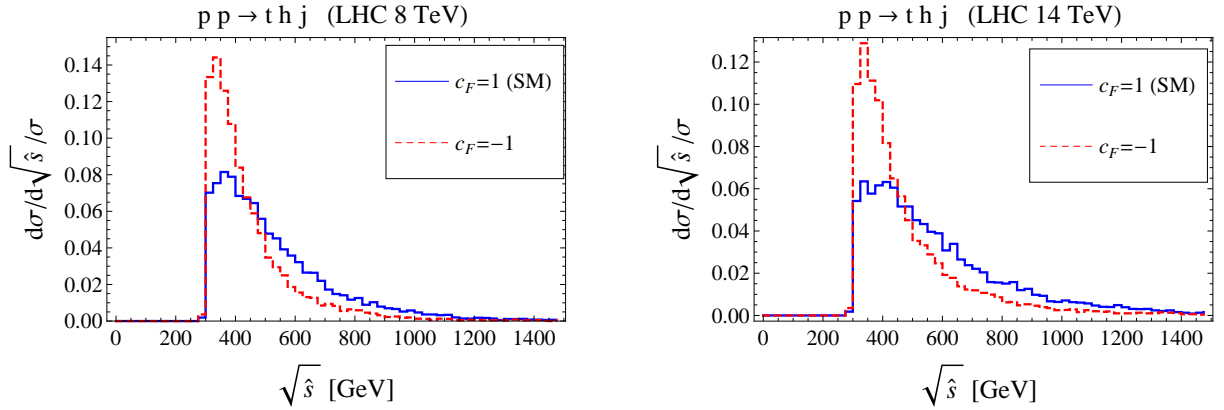 p p → t h j (LHC 8 TeV)
dσ/d√ŝ /σ
0.14
0.12
0.10
0.08
0.06
0.04
0.02
0.00
c_F=1 (SM)
c_F=−1
0 200 400 600 800 1000 1200 1400
√ŝ [GeV]
p p → t h j (LHC 14 TeV)
dσ/d√ŝ /σ
0.12
0.10
0.08
0.06
0.04
0.02
0.00
c_F=1 (SM)
c_F=−1
0 200 400 600 800 1000 1200 1400
√ŝ [GeV]